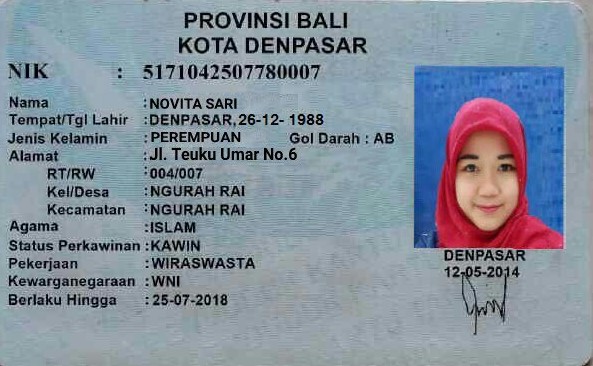 PROVINSI BALI
KOTA DENPASAR
NIK : 5171042507780007
Nama : NOVITA SARI
Tempat/Tgl Lahir :DENPASAR,26-12- 1988
Jenis Kelamin : PEREMPUAN Gol Darah : AB
Alamat :Jl. Teuku Umar No.6
RT/RW :004/007
Kel/Desa : NGURAH RAI
Kecamatan : NGURAH RAI
Agama :ISLAM
Status Perkawinan :KAWIN
Pekerjaan :WIRASWASTA
Kewarganegaraan :WNI
Berlaku Hingga : 25-07-2018
DENPASAR
12-05-2014